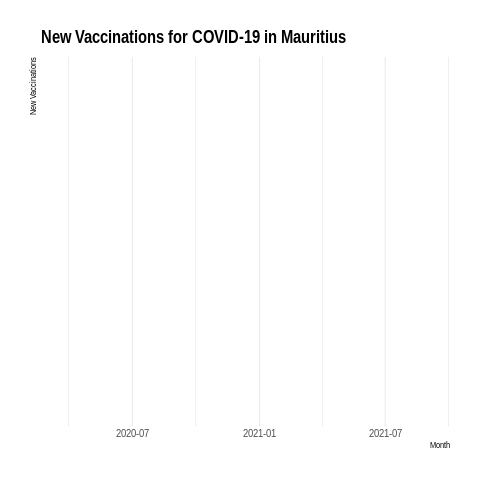 New Vaccinations for COVID-19 in Mauritius
New Vaccinations
2020-07
2021-01
2021-07
Month